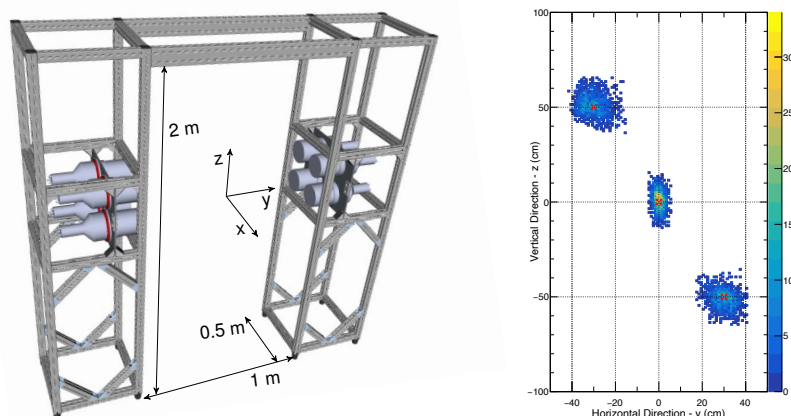 2 m
z
y
x
0.5 m
1 m
100
50
0
−50
−100
Vertical Direction - z (cm)
−40
−20
0
20
40
Horizontal Direction - y (cm)
30
25
20
15
10
5
0